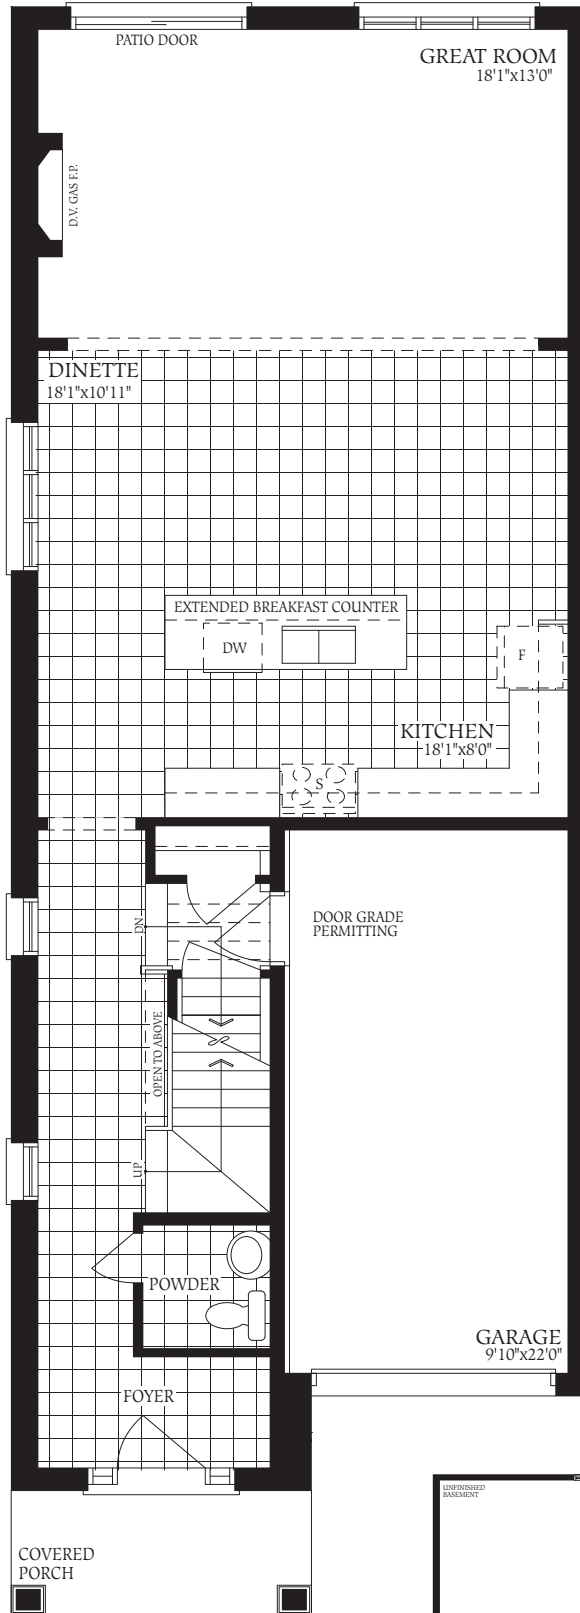 PATIO DOOR
GREAT ROOM
18'1"x13'0"
D.V. GAS F.P.
DINETTE
18'1"x10'11"
EXTENDED BREAKFAST COUNTER
DW
F
KITCHEN
18'1"x8'0"
S
DOOR GRADE
PERMITTING
DN
OPEN TO ABOVE
UP
POWDER
GARAGE
9'10"x22'0"
FOYER
UNFINISHED
BASEMENT
COVERED
PORCH